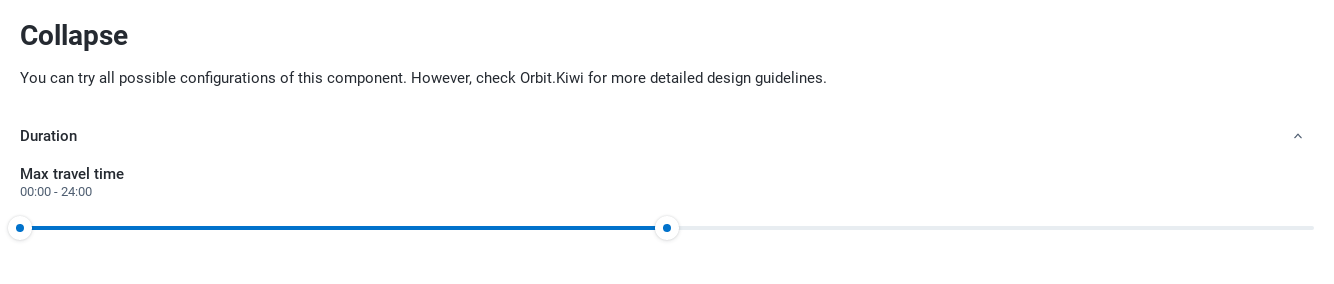 Collapse
You can try all possible configurations of this component. However, check Orbit.Kiwi for more detailed design guidelines.
Duration
Max travel time
00:00 - 24:00